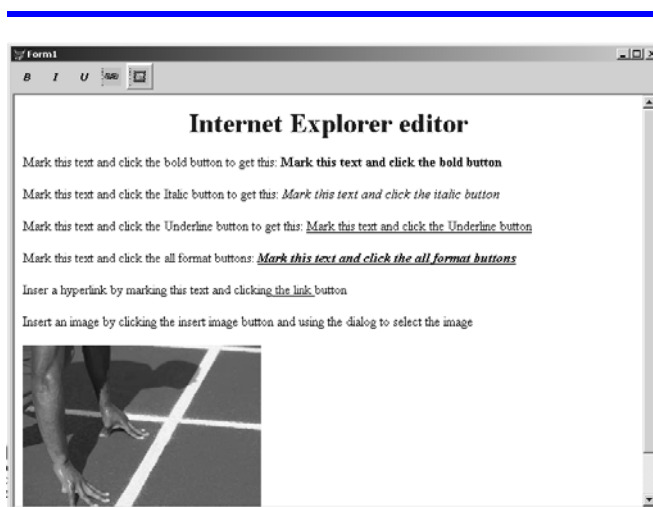 Form1
B I U
Internet Explorer editor
Mark this text and click the bold button to get this: Mark this text and click the bold button
Mark this text and click the Italic button to get this: Mark this text and click the italic button
Mark this text and click the Underline button to get this: Mark this text and click the Underline button
Mark this text and click the all format buttons: Mark this text and click the all format buttons
Inser a hyperlink by marking this text and clicking the link button
Insert an image by clicking the insert image button and using the dialog to select the image